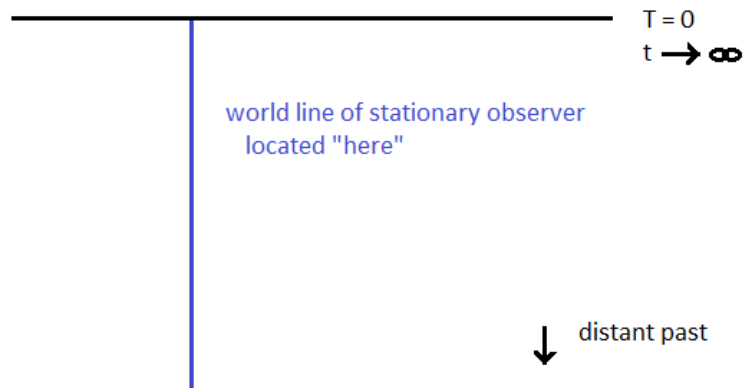 T = 0
t → ∞
world line of stationary observer
located "here"
distant past